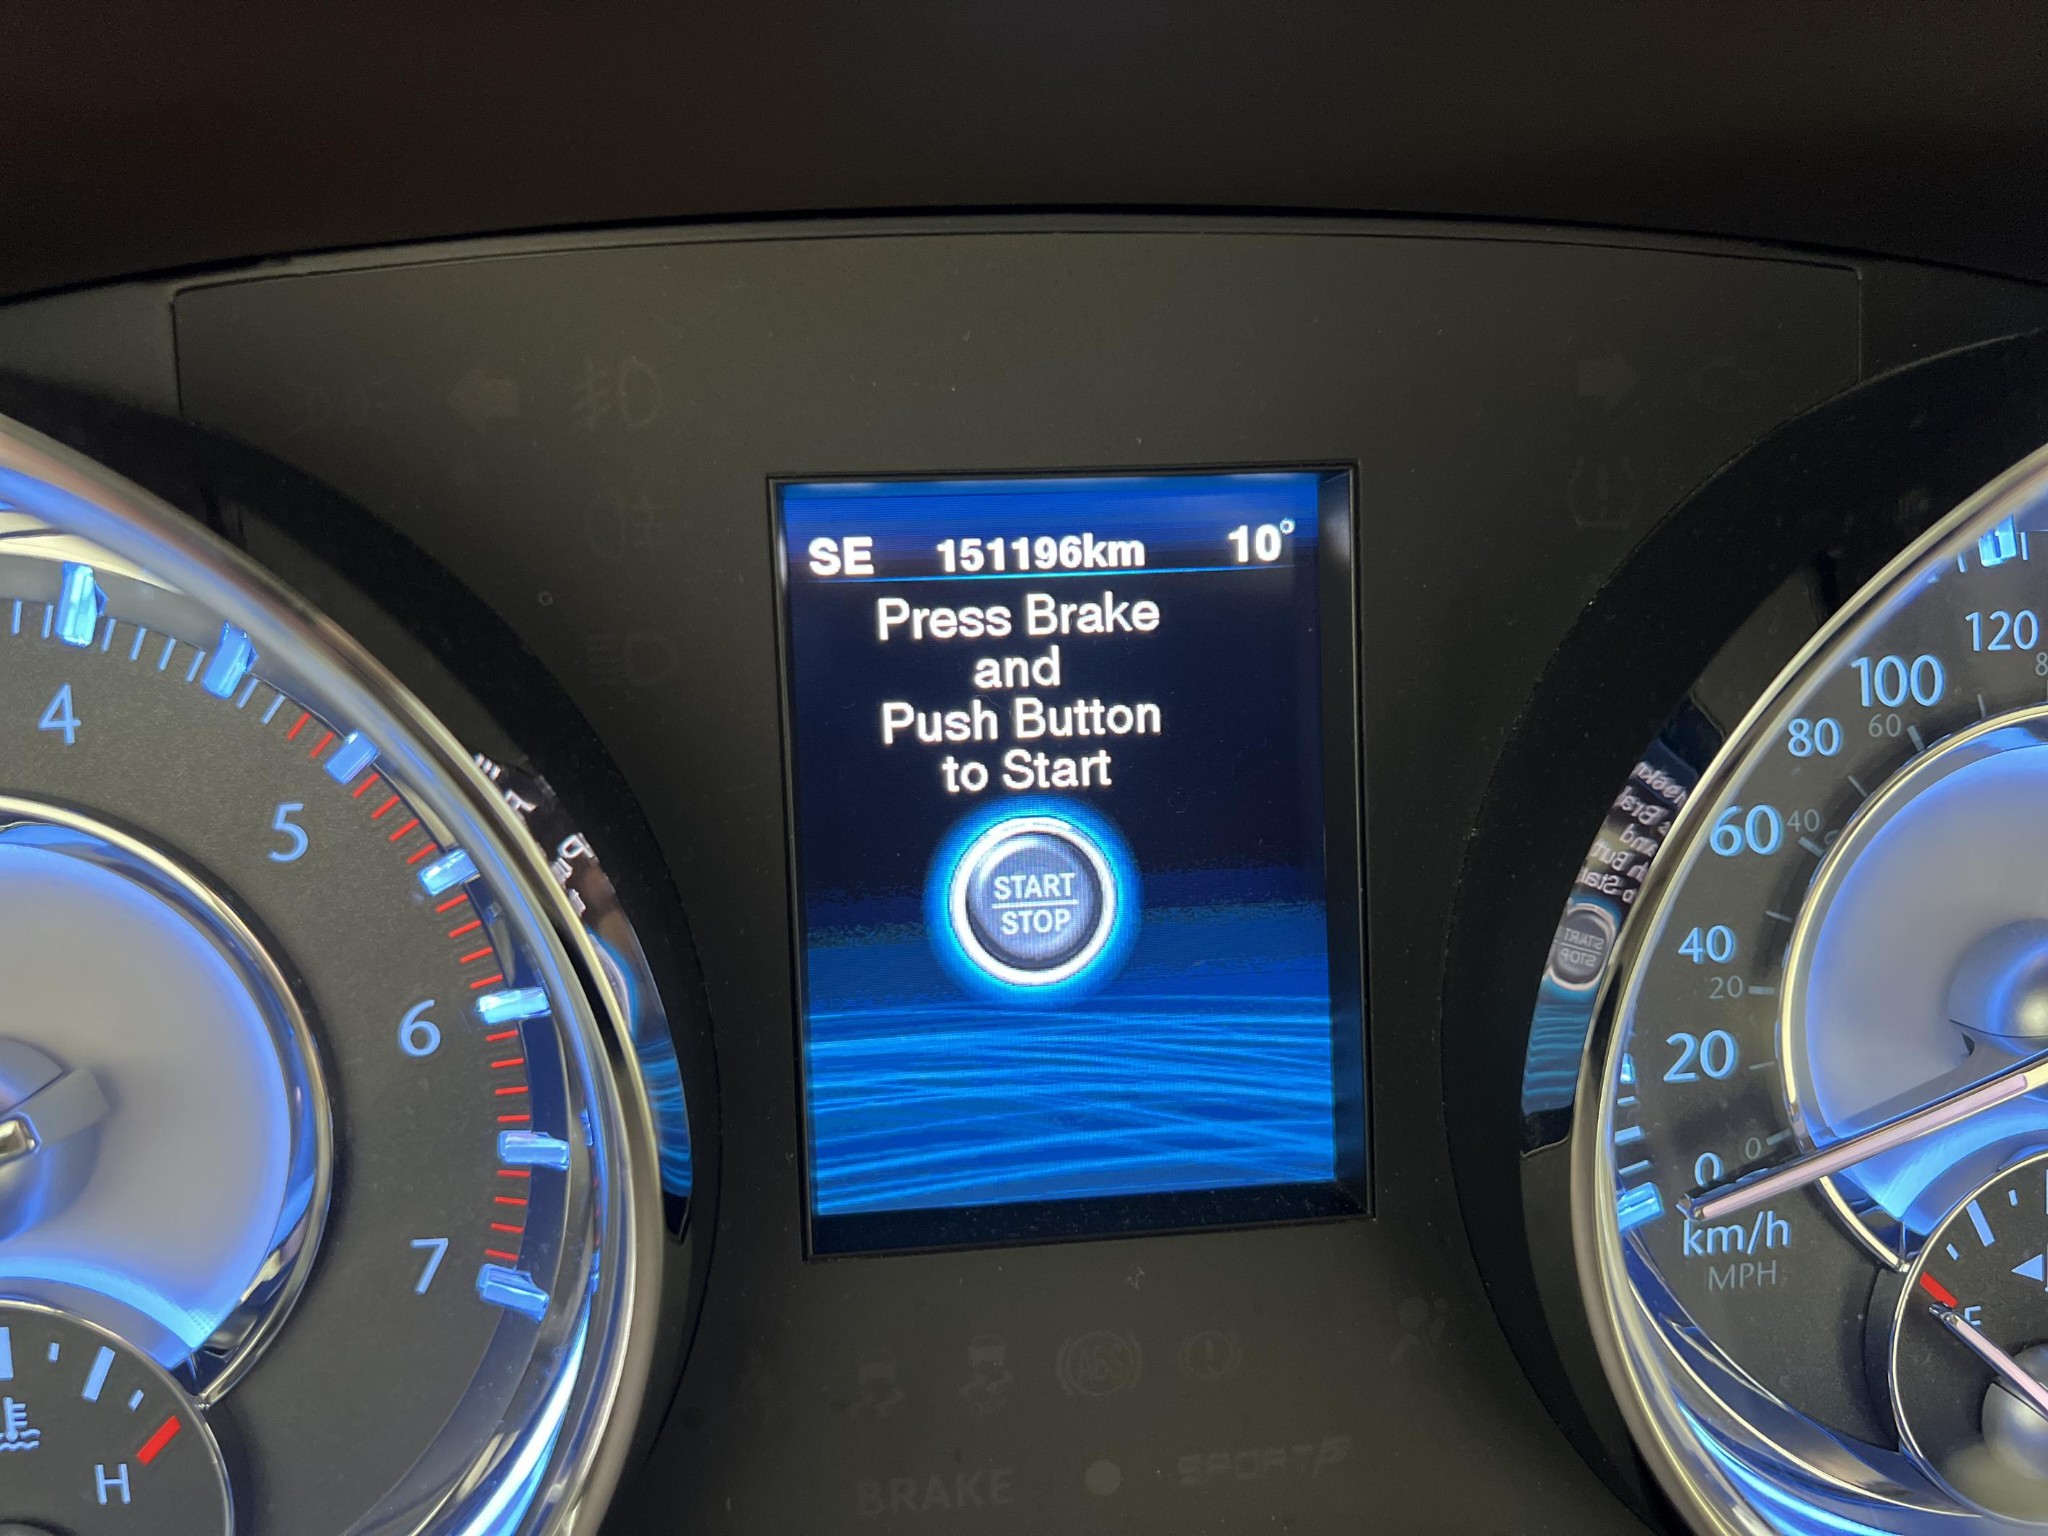 SE 151196km 10°
Press Brake
and
Push Button
to Start
START
STOP
4
5
6
7
H
120
100
80
60
60
40
40
20
20
0
0
km/h
MPH
E
ABS
BRAKE
SPORT